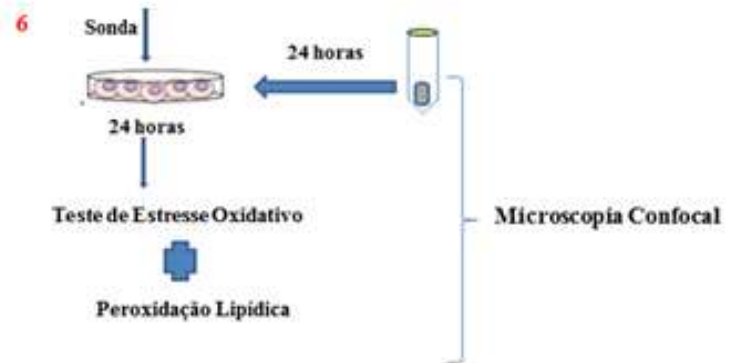 6
Sonda
24 horas
24 horas
Teste de Estresse Oxidativo
Microscopia Confocal
Peroxidação Lipídica